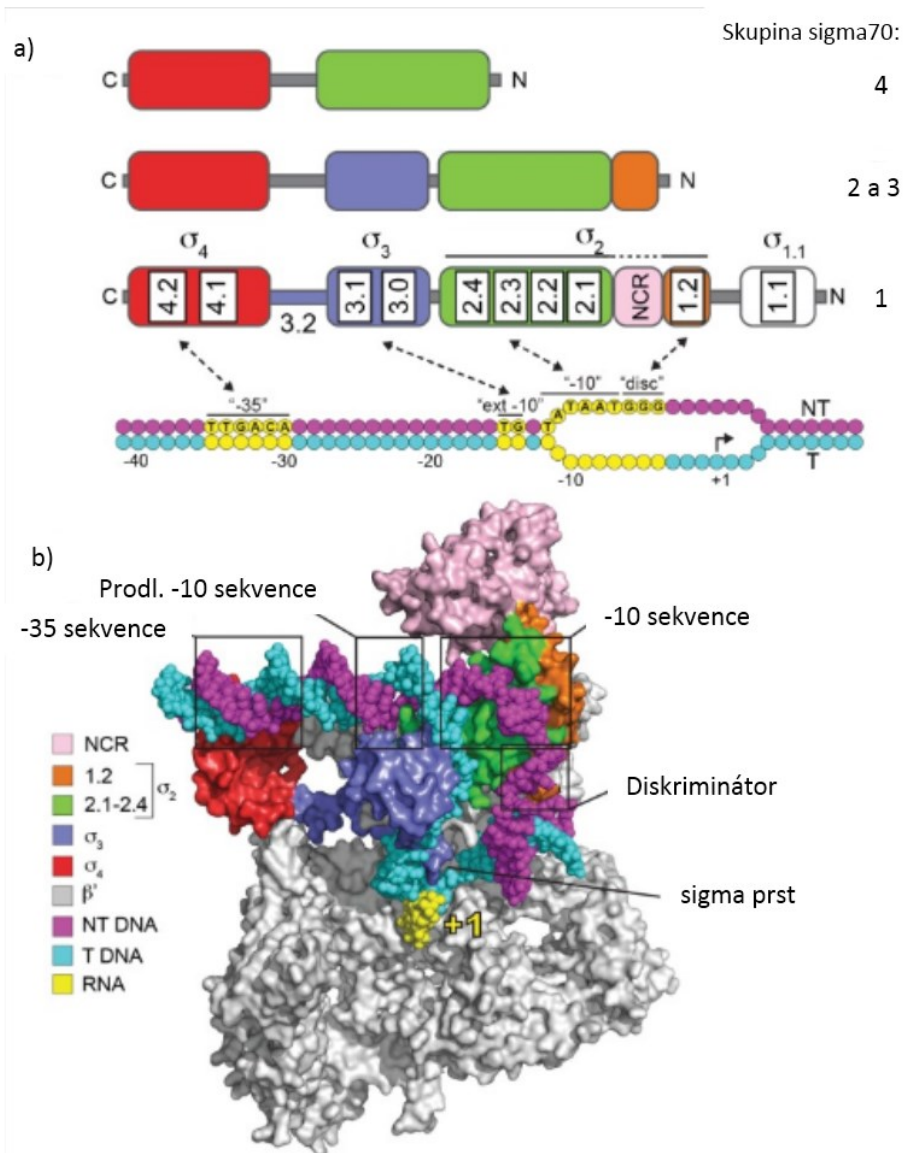 Skupina sigma70:
a)
C N 4
C N 2 a 3
σ4 σ3 σ2 σ1.1
C 4.2 4.1 3.2 3.1 3.0 2.4 2.3 2.2 2.1 NCR 1.2 1.1 N 1
"-35" "ext -10" "-10" "disc"
TTGACA TG TATAATGGG NT
T
-40 -30 -20 -10 +1
b)
Prodl. -10 sekvence
-35 sekvence
-10 sekvence
NCR
1.2
2.1-2.4
σ2
σ3
σ4
β'
NT DNA
T DNA
RNA
Diskriminátor
sigma prst
+1